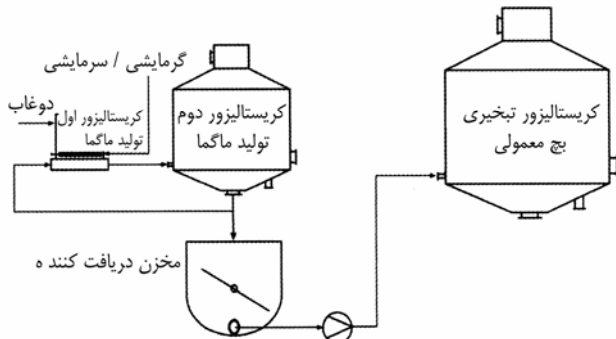 گرمایشی / سرمایشی
دوغاب
کریستالیزور اول
تولید ماگما
کریستالیزور دوم
تولید ماگما
کریستالیزور تبخیری
بچ معمولی
مخزن دریافت کننده ه